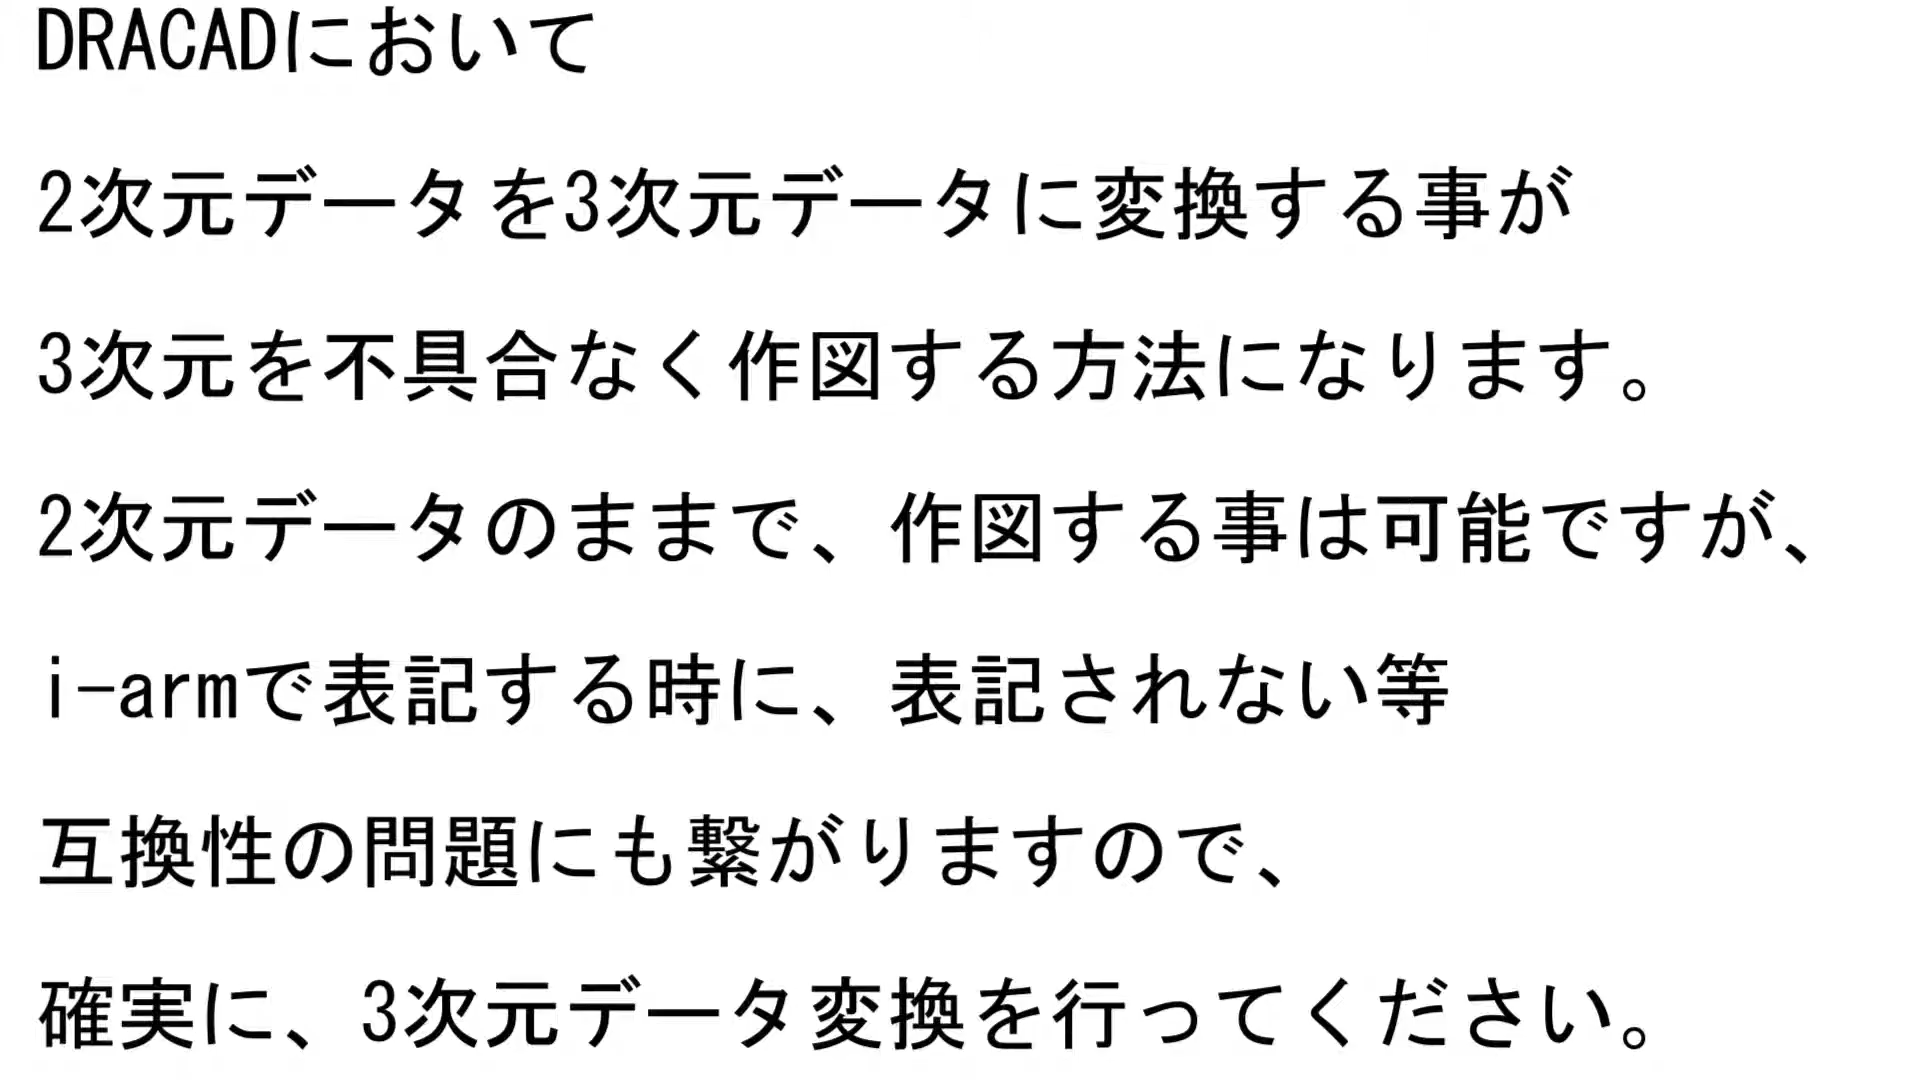 DRACADにおいて
2次元データを3次元データに変換する事が
3次元を不具合なく作図する方法になります。
2次元データのままで、作図する事は可能ですが、
i-armで表記する時に、表記されない等
互換性の問題にも繋がりますので、
確実に、3次元データ変換を行ってください。